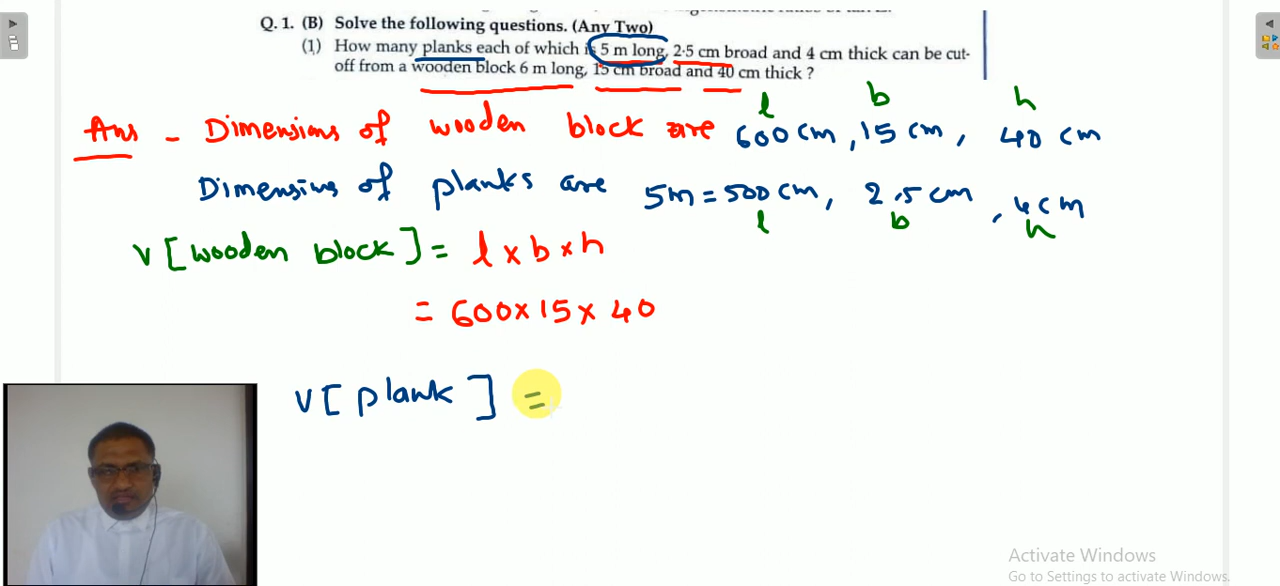 Q. 1. (B) Solve the following questions. (Any Two)
(1) How many planks each of which is 5 m long, 2·5 cm broad and 4 cm thick can be cut-
off from a wooden block 6 m long, 15 cm broad and 40 cm thick ?
l b h
Ans - Dimensions of wooden block are 600 cm, 15 cm, 40 cm
Dimensins of planks are 5m = 500 cm, 2.5 cm, 4cm
l b h
V [wooden block] = l × b × h
= 600 × 15 × 40
V [plank] =
Activate Windows
Go to Settings to activate Windows.